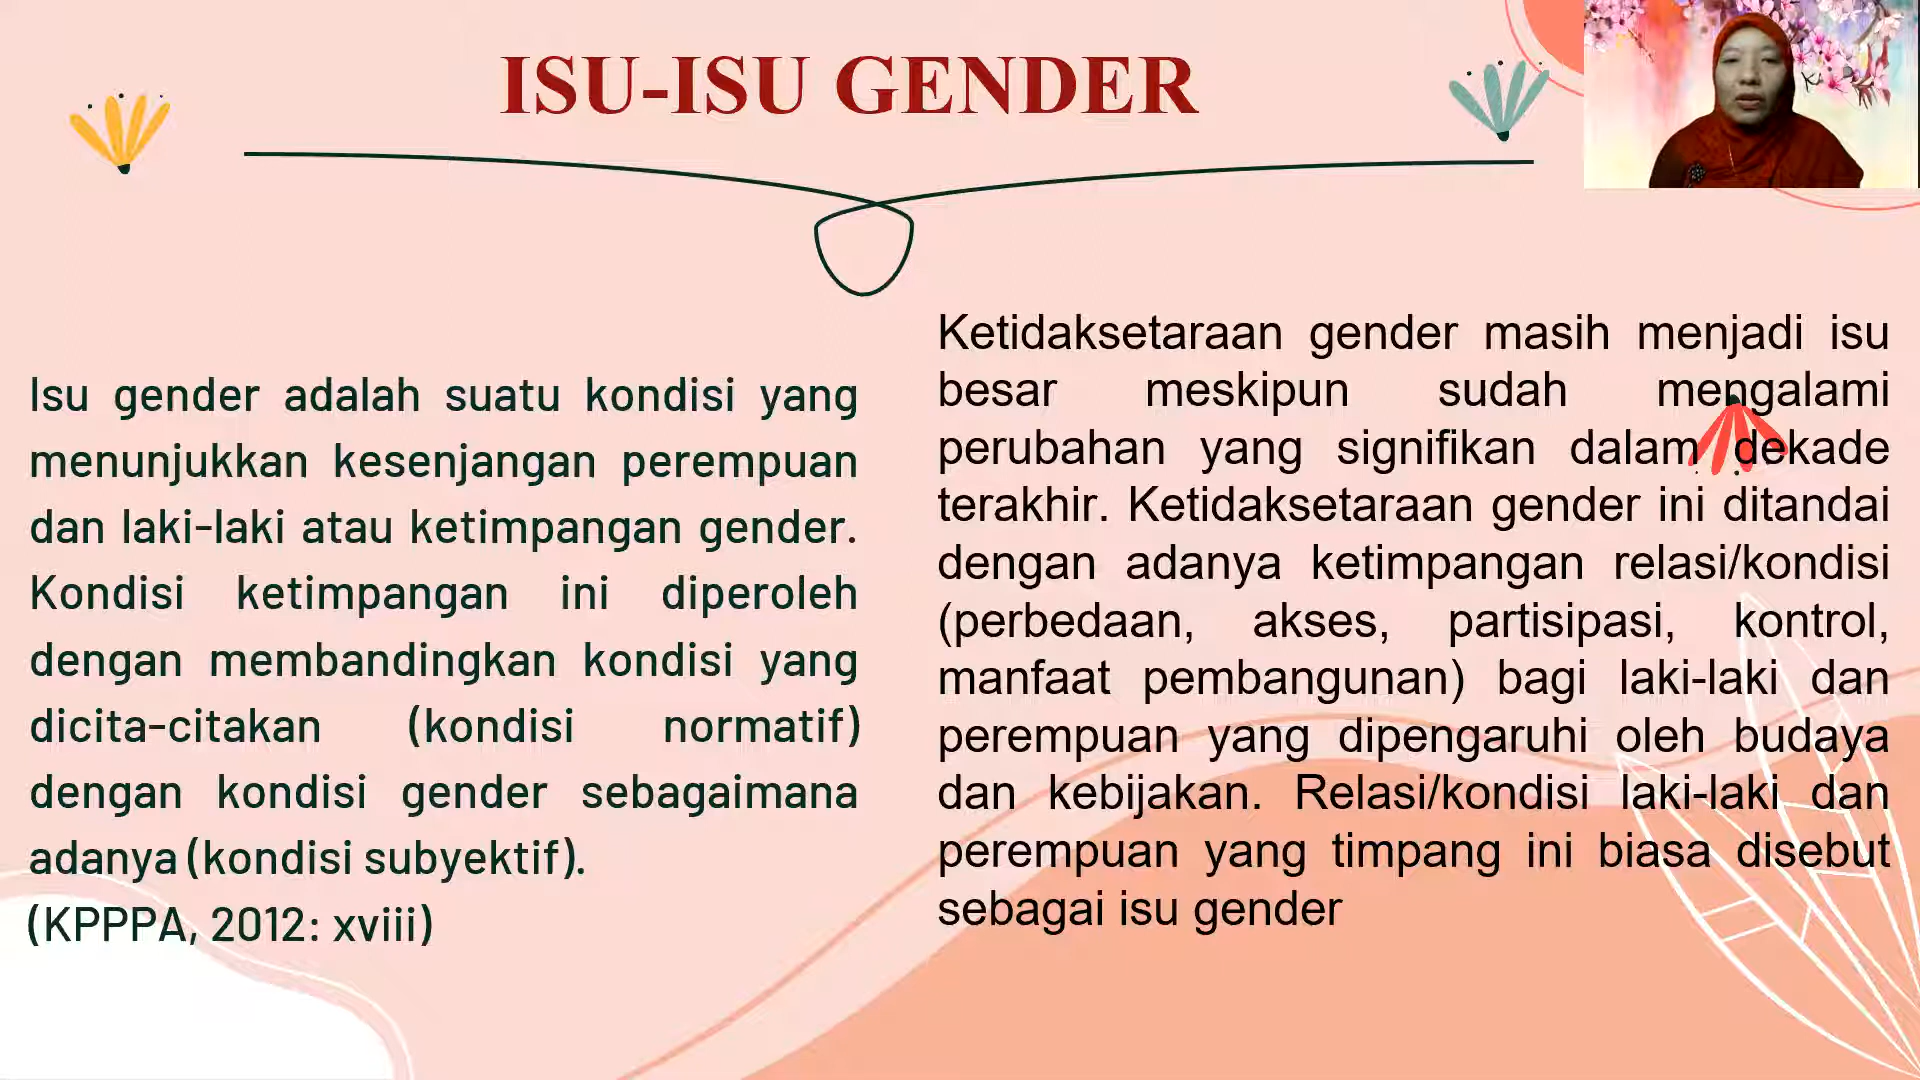 ISU-ISU GENDER
Isu gender adalah suatu kondisi yang
menunjukkan kesenjangan perempuan
dan laki-laki atau ketimpangan gender.
Kondisi ketimpangan ini diperoleh
dengan membandingkan kondisi yang
dicita-citakan (kondisi normatif)
dengan kondisi gender sebagaimana
adanya (kondisi subyektif).
(KPPPA, 2012: xviii)
Ketidaksetaraan gender masih menjadi isu
besar meskipun sudah mengalami
perubahan yang signifikan dalam dekade
terakhir. Ketidaksetaraan gender ini ditandai
dengan adanya ketimpangan relasi/kondisi
(perbedaan, akses, partisipasi, kontrol,
manfaat pembangunan) bagi laki-laki dan
perempuan yang dipengaruhi oleh budaya
dan kebijakan. Relasi/kondisi laki-laki dan
perempuan yang timpang ini biasa disebut
sebagai isu gender